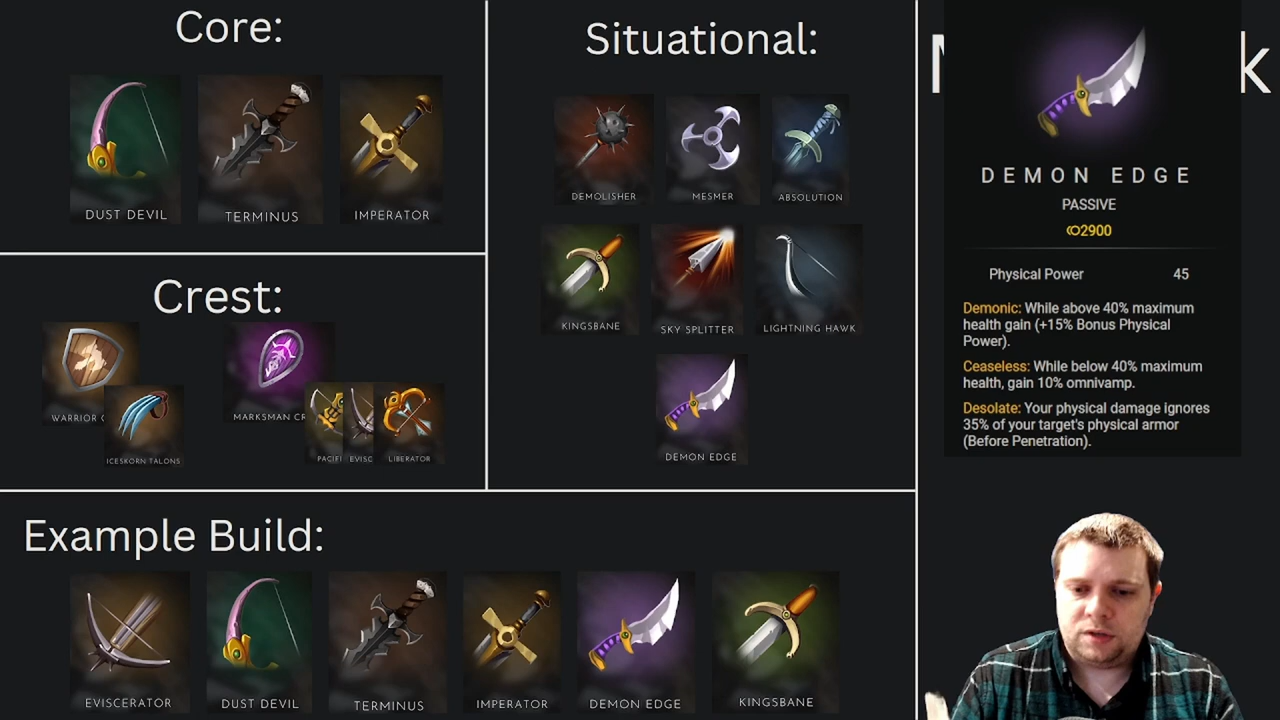 Core:
DUST DEVIL
TERMINUS
IMPERATOR
Crest:
WARRIOR
ICESKORN TALONS
MARKSMAN CR
PACIFI
EVISC
LIBERATOR
Situational:
DEMOLISHER
MESMER
ABSOLUTION
KINGSBANE
SKY SPLITTER
LIGHTNING HAWK
DEMON EDGE
Example Build:
EVISCERATOR
DUST DEVIL
TERMINUS
IMPERATOR
DEMON EDGE
KINGSBANE
k
DEMON EDGE
PASSIVE
2900
Physical Power 45
Demonic: While above 40% maximum
health gain (+15% Bonus Physical
Power).
Ceaseless: While below 40% maximum
health, gain 10% omnivamp.
Desolate: Your physical damage ignores
35% of your target's physical armor
(Before Penetration).